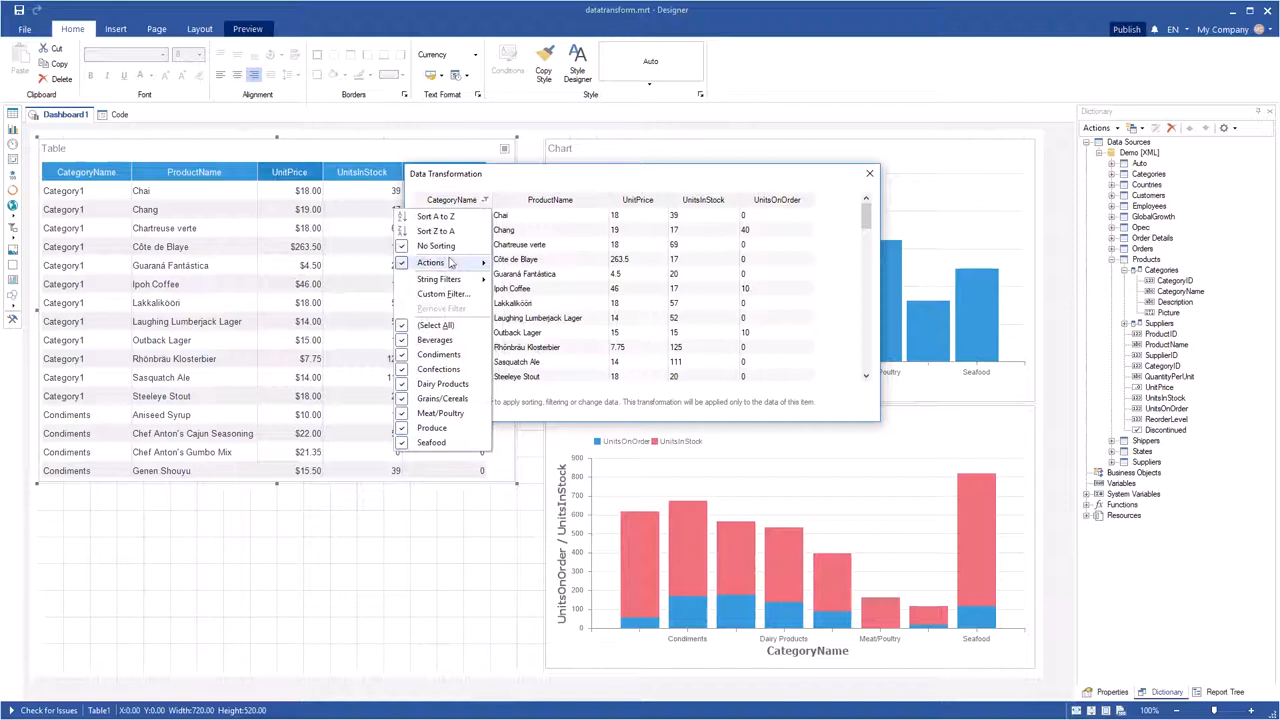 datatransform.mrt - Designer
File Home Insert Page Layout Preview
Publish EN My Company
Paste
Cut
Copy
Delete
Clipboard
8
Font
Alignment
Borders
Currency
Text Format
Conditions
Copy Style
Style Designer
Auto
Style
Dashboard1 Code
Table
CategoryName ProductName UnitPrice UnitsInStock
Category1 Chai $18.00 39
Category1 Chang $19.00
Category1 Chartreuse verte $18.00
Category1 Côte de Blaye $263.50
Category1 Guaraná Fantástica $4.50
Category1 Ipoh Coffee $46.00
Category1 Lakkalikööri $18.00
Category1 Laughing Lumberjack Lager $14.00
Category1 Outback Lager $15.00
Category1 Rhönbräu Klosterbier $7.75
Category1 Sasquatch Ale $14.00
Category1 Steeleye Stout $18.00
Condiments Aniseed Syrup $10.00
Condiments Chef Anton's Cajun Seasoning $22.00
Condiments Chef Anton's Gumbo Mix $21.35
Condiments Genen Shouyu $15.50 39 0
Data Transformation
CategoryName ProductName UnitPrice UnitsInStock UnitsOnOrder
Chai 18 39 0
Chang 19 17 40
Chartreuse verte 18 69 0
Côte de Blaye 263.5 17 0
Guaraná Fantástica 4.5 20 0
Ipoh Coffee 46 17 10
Lakkalikööri 18 57 0
Laughing Lumberjack Lager 14 52 0
Outback Lager 15 15 10
Rhönbräu Klosterbier 7.75 125 0
Sasquatch Ale 14 111 0
Steeleye Stout 18 20 0
to apply sorting, filtering or change data. This transformation will be applied only to the data of this item.
Sort A to Z
Sort Z to A
No Sorting
Actions
String Filters
Custom Filter...
Remove Filter
(Select All)
Beverages
Condiments
Confections
Dairy Products
Grains/Cereals
Meat/Poultry
Produce
Seafood
Chart
Seafood
UnitsOnOrder UnitsInStock
UnitsOnOrder / UnitsInStock
900
800
700
600
500
400
300
200
100
0
Condiments Dairy Products Meat/Poultry Seafood
CategoryName
Dictionary
Actions
Data Sources
Demo [XML]
Auto
Categories
Countries
Customers
Employees
GlobalGrowth
Opec
Order Details
Orders
Products
Categories
CategoryID
CategoryName
Description
Picture
Suppliers
ProductID
ProductName
SupplierID
CategoryID
QuantityPerUnit
UnitPrice
UnitsInStock
UnitsOnOrder
ReorderLevel
Discontinued
Shippers
States
Suppliers
Business Objects
Variables
System Variables
Functions
Resources
Properties Dictionary Report Tree
Check for Issues Table1 X:0.00 Y:0.00 Width:720.00 Height:520.00 100%